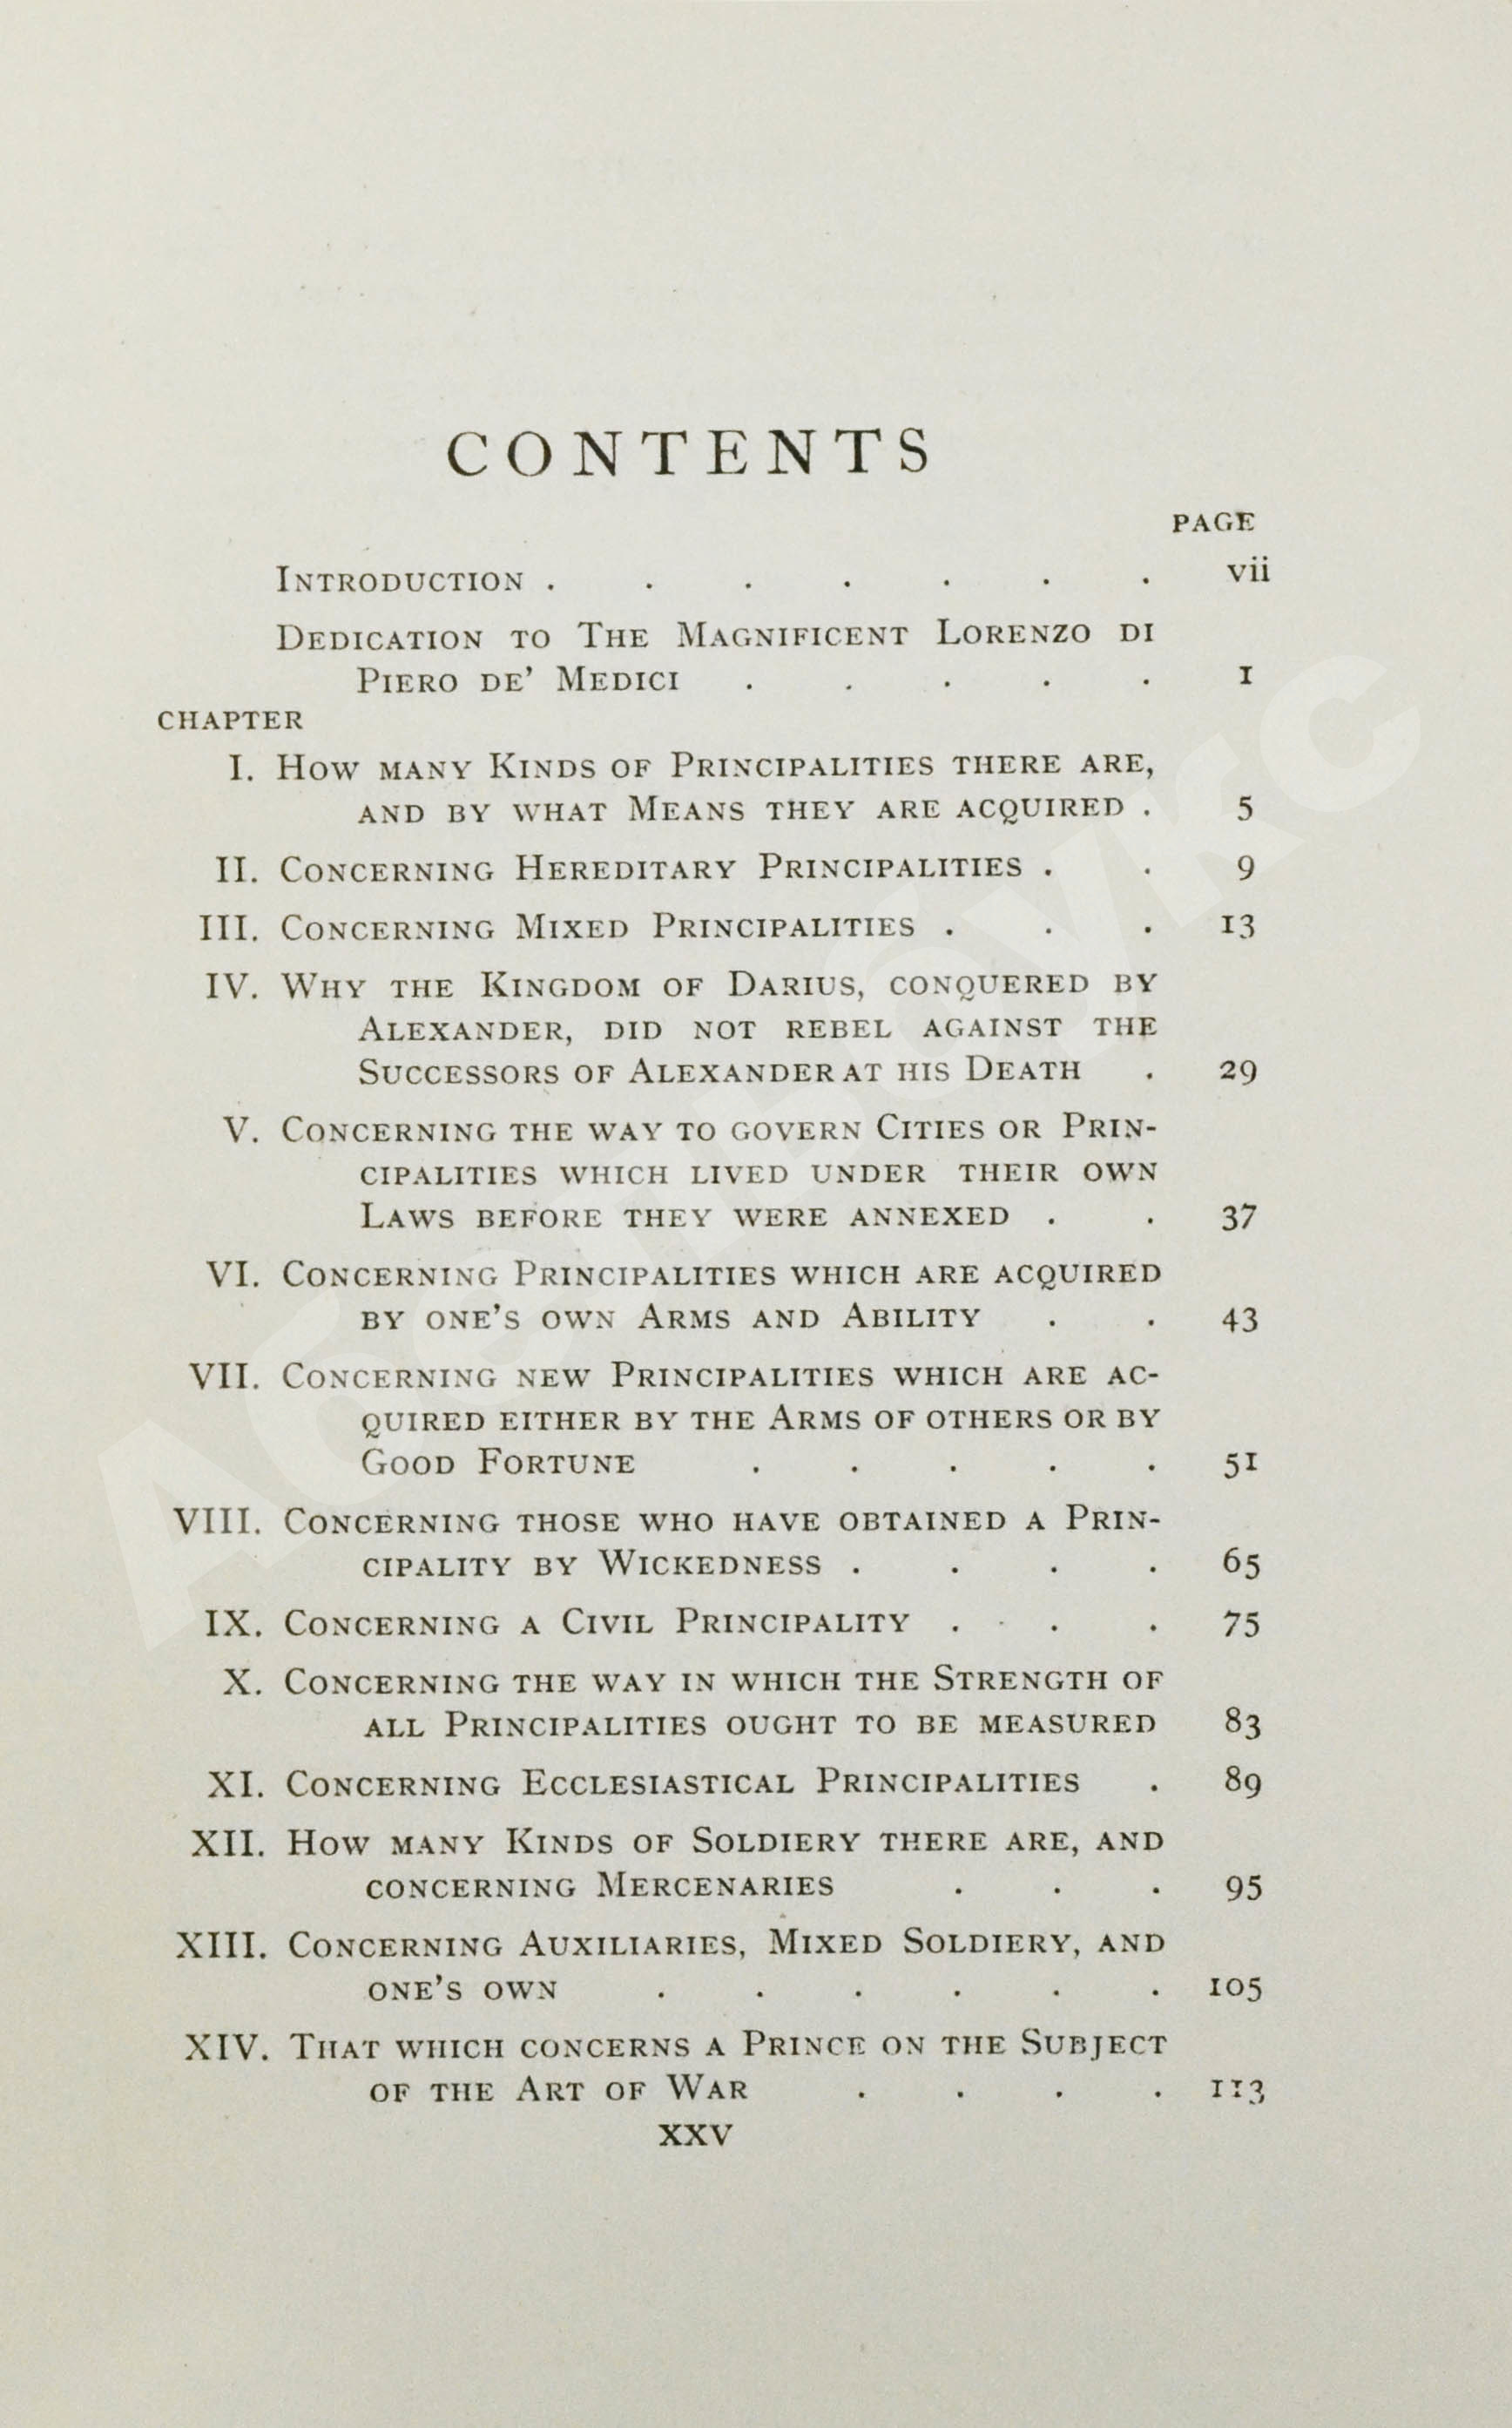 CONTENTS
PAGE
INTRODUCTION . . . . . . . vii
DEDICATION TO THE MAGNIFICENT LORENZO DI
PIERO DE' MEDICI . . . . . 1
CHAPTER
I. HOW MANY KINDS OF PRINCIPALITIES THERE ARE,
AND BY WHAT MEANS THEY ARE ACQUIRED . 5
II. CONCERNING HEREDITARY PRINCIPALITIES . . 9
III. CONCERNING MIXED PRINCIPALITIES . . . 13
IV. WHY THE KINGDOM OF DARIUS, CONQUERED BY
ALEXANDER, DID NOT REBEL AGAINST THE
SUCCESSORS OF ALEXANDER AT HIS DEATH . 29
V. CONCERNING THE WAY TO GOVERN CITIES OR PRIN-
CIPALITIES WHICH LIVED UNDER THEIR OWN
LAWS BEFORE THEY WERE ANNEXED . . 37
VI. CONCERNING PRINCIPALITIES WHICH ARE ACQUIRED
BY ONE'S OWN ARMS AND ABILITY . . 43
VII. CONCERNING NEW PRINCIPALITIES WHICH ARE AC-
QUIRED EITHER BY THE ARMS OF OTHERS OR BY
GOOD FORTUNE . . . . . 51
VIII. CONCERNING THOSE WHO HAVE OBTAINED A PRIN-
CIPALITY BY WICKEDNESS . . . . 65
IX. CONCERNING A CIVIL PRINCIPALITY . . . 75
X. CONCERNING THE WAY IN WHICH THE STRENGTH OF
ALL PRINCIPALITIES OUGHT TO BE MEASURED 83
XI. CONCERNING ECCLESIASTICAL PRINCIPALITIES . 89
XII. HOW MANY KINDS OF SOLDIERY THERE ARE, AND
CONCERNING MERCENARIES . . . 95
XIII. CONCERNING AUXILIARIES, MIXED SOLDIERY, AND
ONE'S OWN . . . . . . 105
XIV. THAT WHICH CONCERNS A PRINCE ON THE SUBJECT
OF THE ART OF WAR . . . . 113
XXV